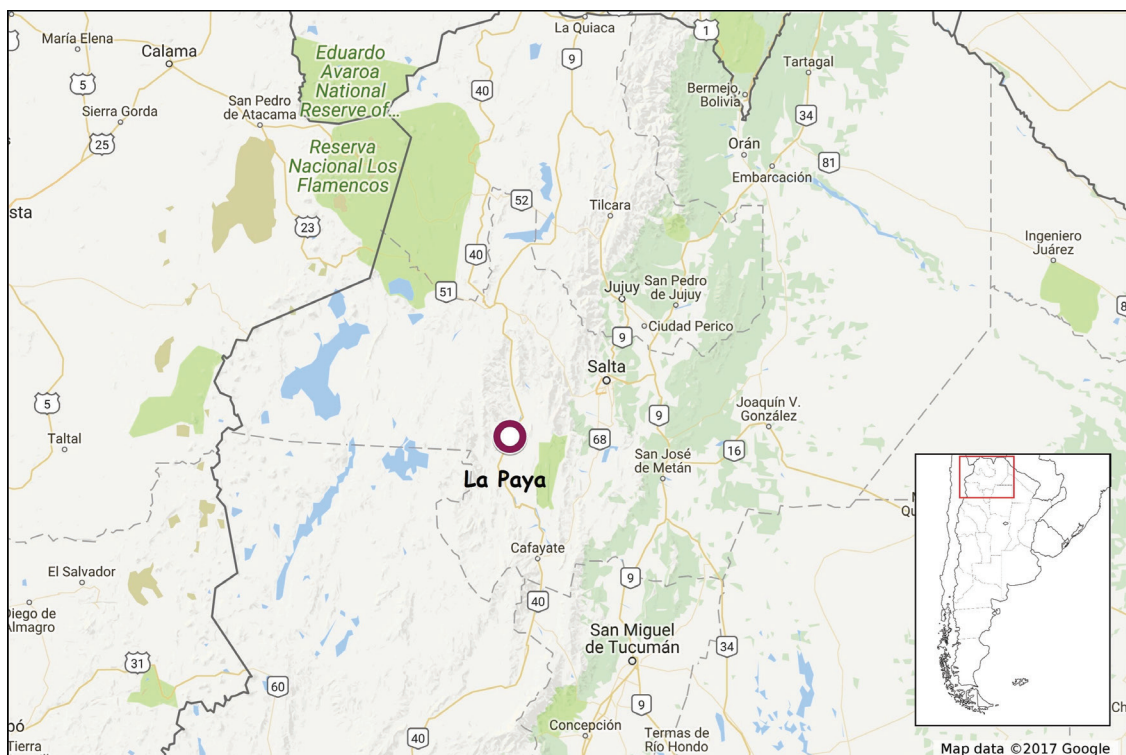 La Quiaca
María Elena
Calama
Eduardo
Avaroa
National
Reserve of...
9
1
Tartagal
5
40
Bermejo,
Bolivia
San Pedro
de Atacama
Sierra Gorda
34
25
Orán
Reserva
Nacional Los
Flamencos
81
Embarcación
52
Tilcara
sta
23
40
Ingeniero
Juárez
51
San Pedro
de Jujuy
Jujuy
8
Ciudad Perico
9
Salta
5
Joaquín V.
González
9
Taltal
68
16
San José
de Metán
La Paya
Cafayate
El Salvador
9
40
Diego de
Almagro
San Miguel
de Tucumán
34
31
60
9
bó
Tierra
40
Concepción
Termas de
Río Hondo
Ch
Map data ©2017 Google